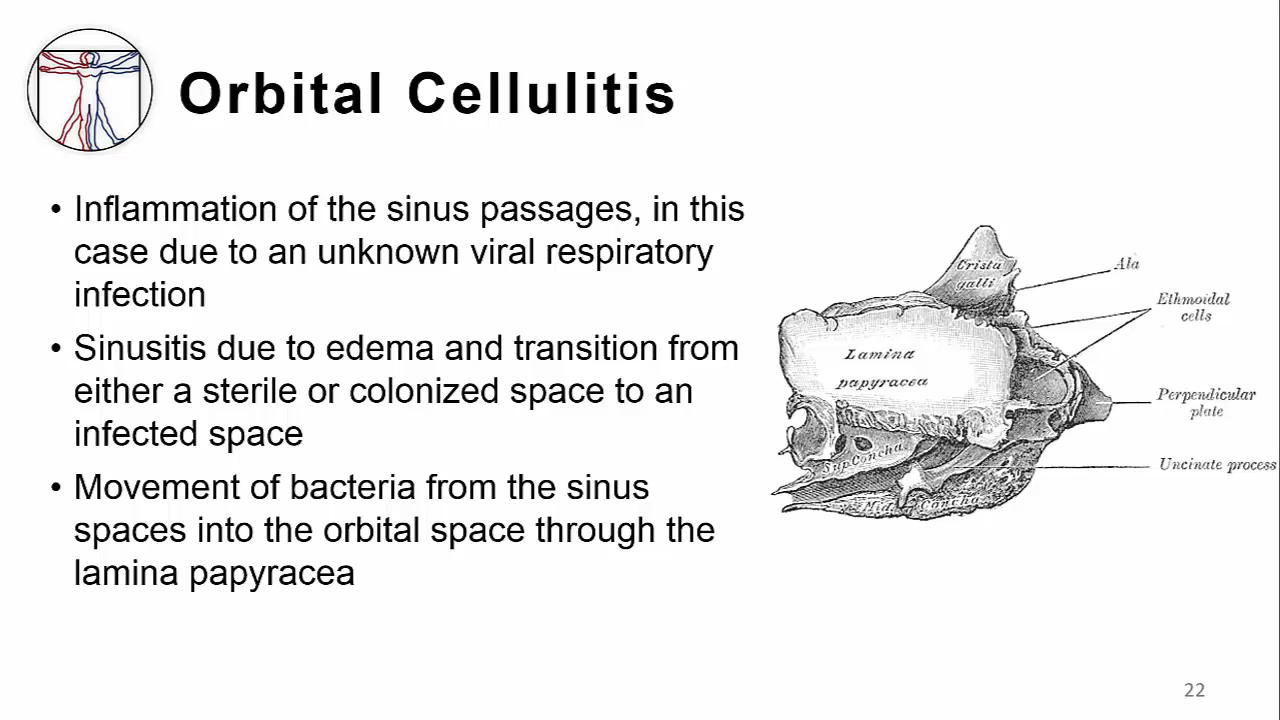 Orbital Cellulitis
• Inflammation of the sinus passages, in this
case due to an unknown viral respiratory
infection
• Sinusitis due to edema and transition from
either a sterile or colonized space to an
infected space
• Movement of bacteria from the sinus
spaces into the orbital space through the
lamina papyracea
Crista
galli
Ala
Ethmoidal
cells
Lamina
papyracea
Perpendicular
plate
Sup. Concha
Uncinate process
Mid. Concha
22